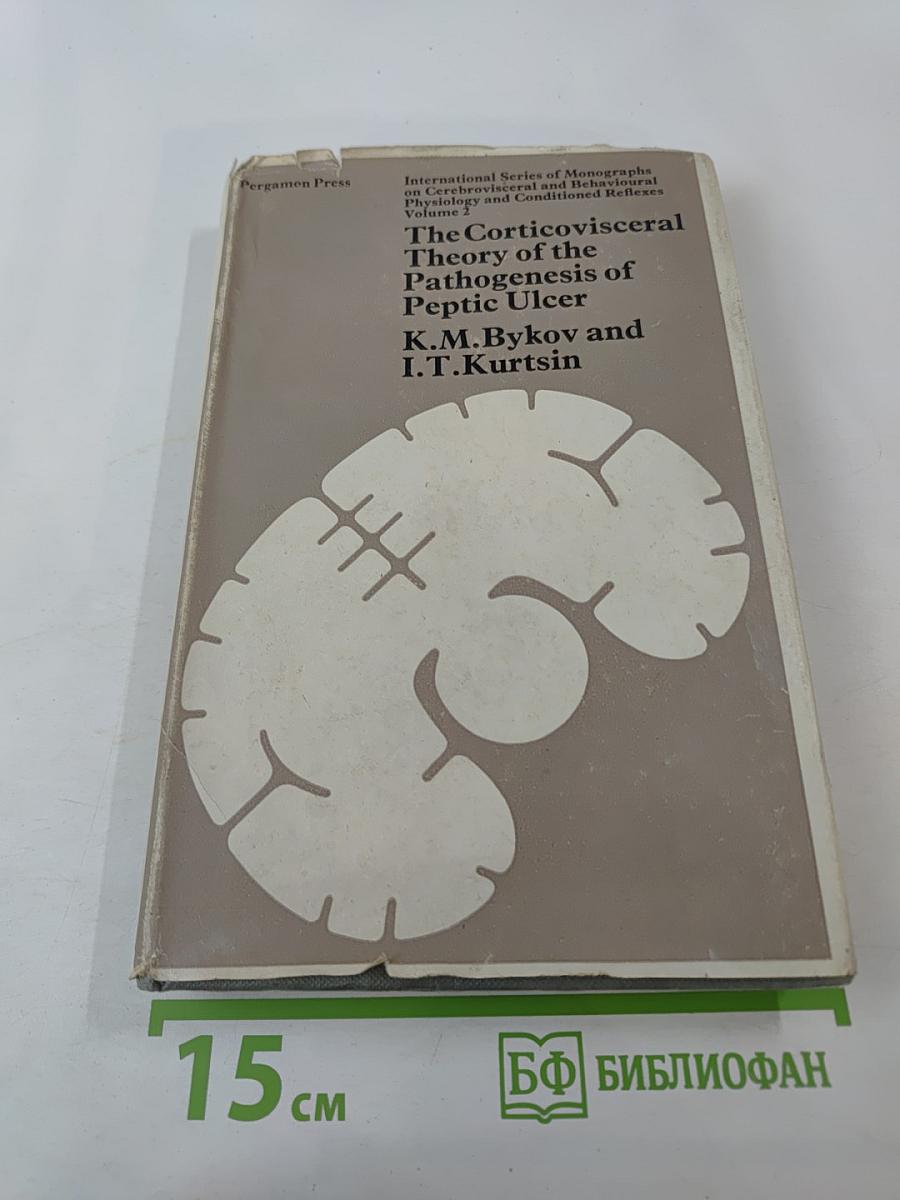 Pergamon Press
International Series of Monographs
on Cerebrovisceral and Behavioural
Physiology and Conditioned Reflexes
Volume 2
The Corticovisceral
Theory of the
Pathogenesis of
Peptic Ulcer
K.M.Bykov and
I.T.Kurtsin
15 см
БФ БИБЛИОФАН